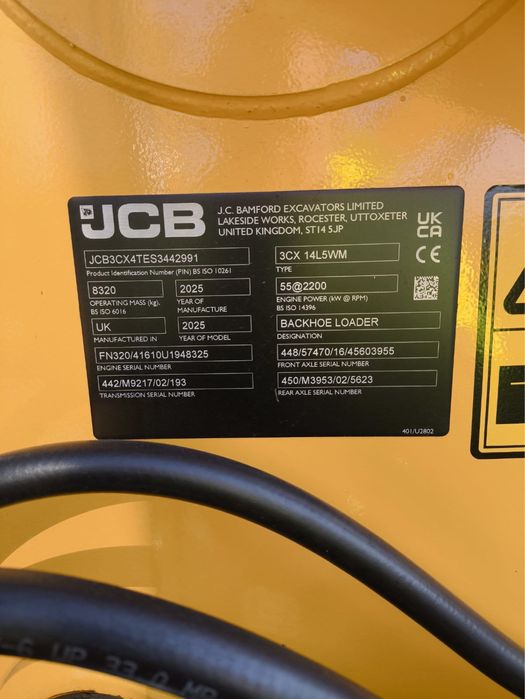 JCB
J.C. BAMFORD EXCAVATORS LIMITED
LAKESIDE WORKS, ROCESTER, UTTOXETER
UNITED KINGDOM, ST14 5JP
UK
CA
CE
JCB3CX4TES3442991
Product Identification Number (PIN) BS ISO 10261
3CX 14L5WM
TYPE
8320
OPERATING MASS (kg).
BS ISO 6016
2025
YEAR OF
MANUFACTURE
55@2200
ENGINE POWER (kW @ RPM)
BS ISO 14396
UK
MANUFACTURED IN
2025
YEAR OF MODEL
BACKHOE LOADER
DESIGNATION
FN320/41610U1948325
ENGINE SERIAL NUMBER
448/57470/16/45603955
FRONT AXLE SERIAL NUMBER
442/M9217/02/193
TRANSMISSION SERIAL NUMBER
450/M3953/02/5623
REAR AXLE SERIAL NUMBER
401/U2802